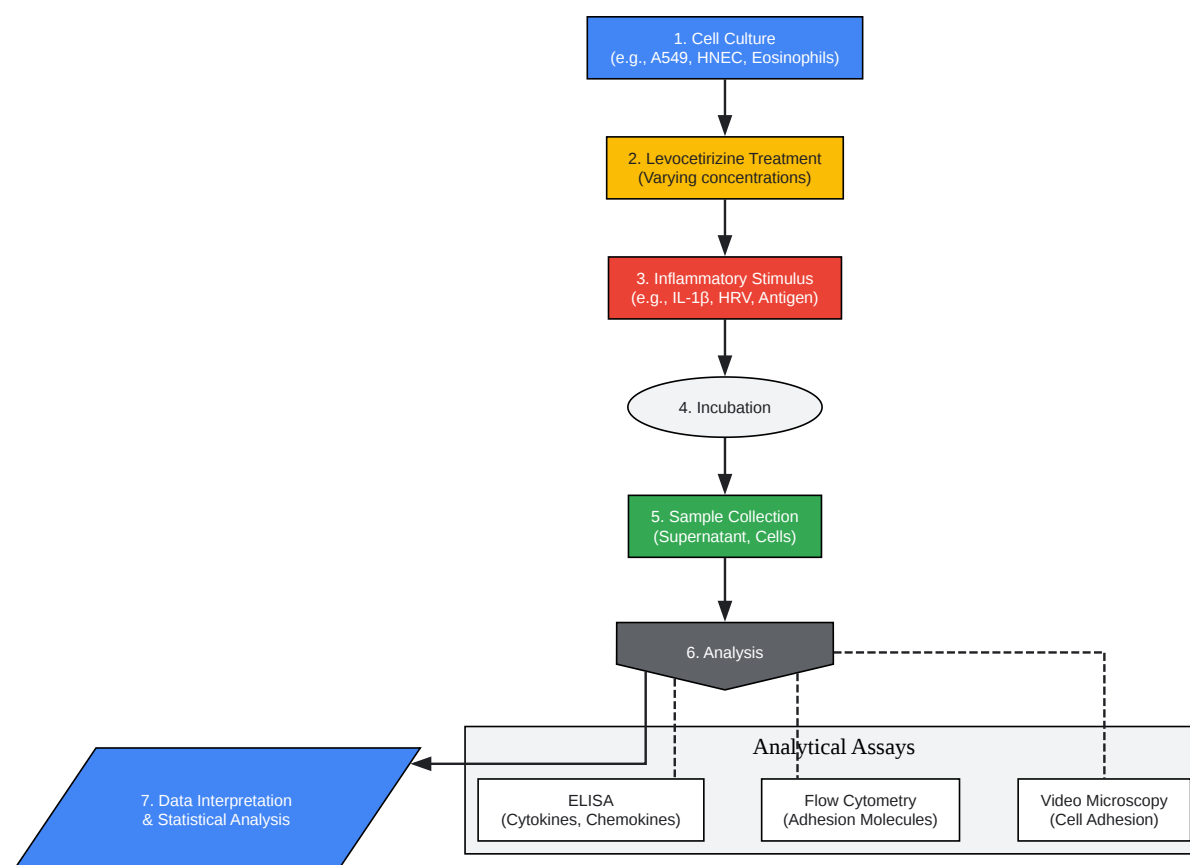 1. Cell Culture
(e.g., A549, HNEC, Eosinophils)
2. Levocetirizine Treatment
(Varying concentrations)
3. Inflammatory Stimulus
(e.g., IL-1β, HRV, Antigen)
4. Incubation
5. Sample Collection
(Supernatant, Cells)
6. Analysis
Analytical Assays
7. Data Interpretation
& Statistical Analysis
ELISA
(Cytokines, Chemokines)
Flow Cytometry
(Adhesion Molecules)
Video Microscopy
(Cell Adhesion)